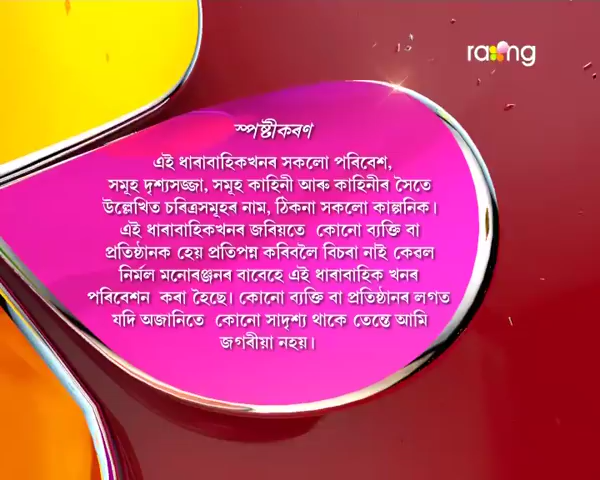 rang
স্পষ্টীকৰণ
এই ধাৰাবাহিকখনৰ সকলো পৰিবেশ,
সমূহ দৃশ্যসজ্জা, সমূহ কাহিনী আৰু কাহিনীৰ সৈতে
উল্লেখিত চৰিত্ৰসমূহৰ নাম, ঠিকনা সকলো কাল্পনিক।
এই ধাৰাবাহিকখনৰ জৰিয়তে কোনো ব্যক্তি বা
প্ৰতিষ্ঠানক হেয় প্ৰতিপন্ন কৰিবলৈ বিচৰা নাই কেৱল
নিৰ্মল মনোৰঞ্জনৰ বাবেহে এই ধাৰাবাহিক খনৰ
পৰিবেশন কৰা হৈছে। কোনো ব্যক্তি বা প্ৰতিষ্ঠানৰ লগত
যদি অজানিতে কোনো সাদৃশ্য থাকে তেন্তে আমি
জগৰীয়া নহয়।